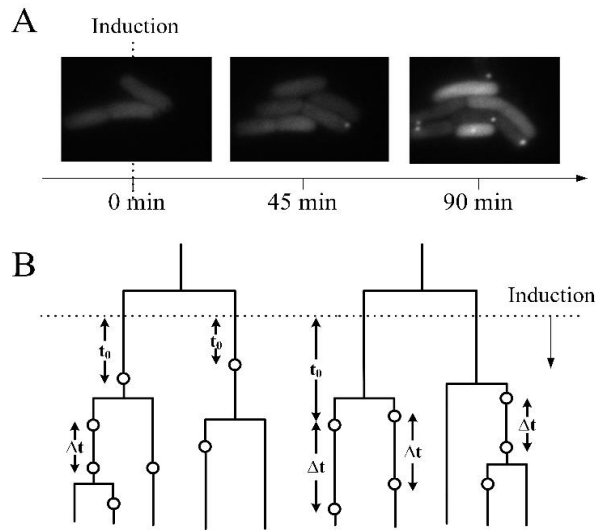 A
Induction
0 min
45 min
90 min
B
Induction
t₀
t₀
t₀
Δt
Δt
Δt
Δt